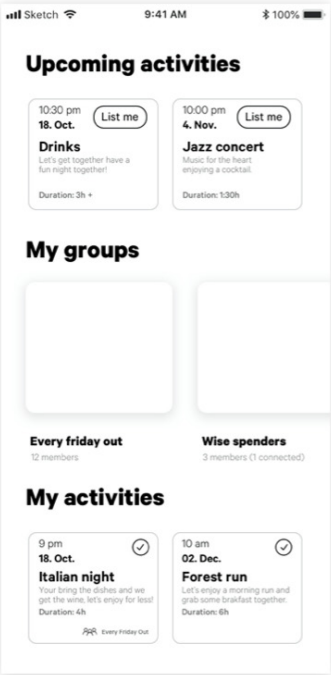 Sketch 9:41 AM 100%
Upcoming activities
10:30 pm
18. Oct.
List me
Drinks
Let's get together have a
fun night together!
Duration: 3h +
10:00 pm
4. Nov.
List me
Jazz concert
Music for the heart
enjoying a cocktail.
Duration: 1:30h
My groups
Every friday out
12 members
Wise spenders
3 members (1 connected)
My activities
9 pm
18. Oct.
Italian night
Your bring the dishes and we
get the wine, let's enjoy for less!
Duration: 4h
Every Friday Out
10 am
02. Dec.
Forest run
Let's enjoy a morning run and
grab some brakfast together.
Duration: 6h